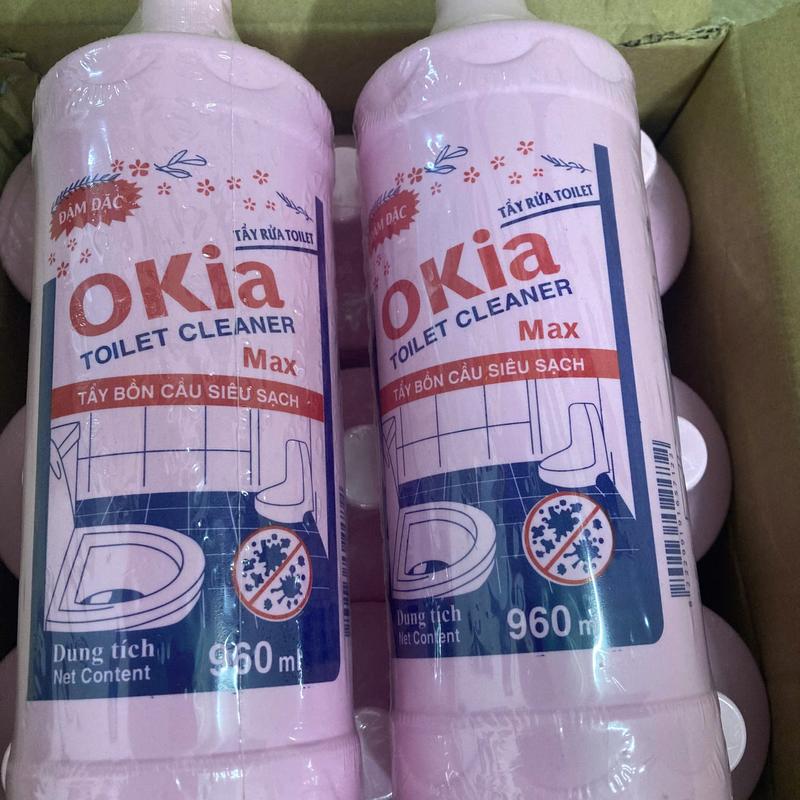 ĐẬM ĐẶC
TẨY RỬA TOILET
OKia
TOILET CLEANER
Max
TẨY BỒN CẦU SIÊU SẠCH
Dung tích
Net Content
960 ml
ĐẶC
TẨY RỬA TOILET
OKia
TOILET CLEANER
Max
TẨY BỒN CẦU SIÊU SẠCH
Dung tích
Net Content
960 m